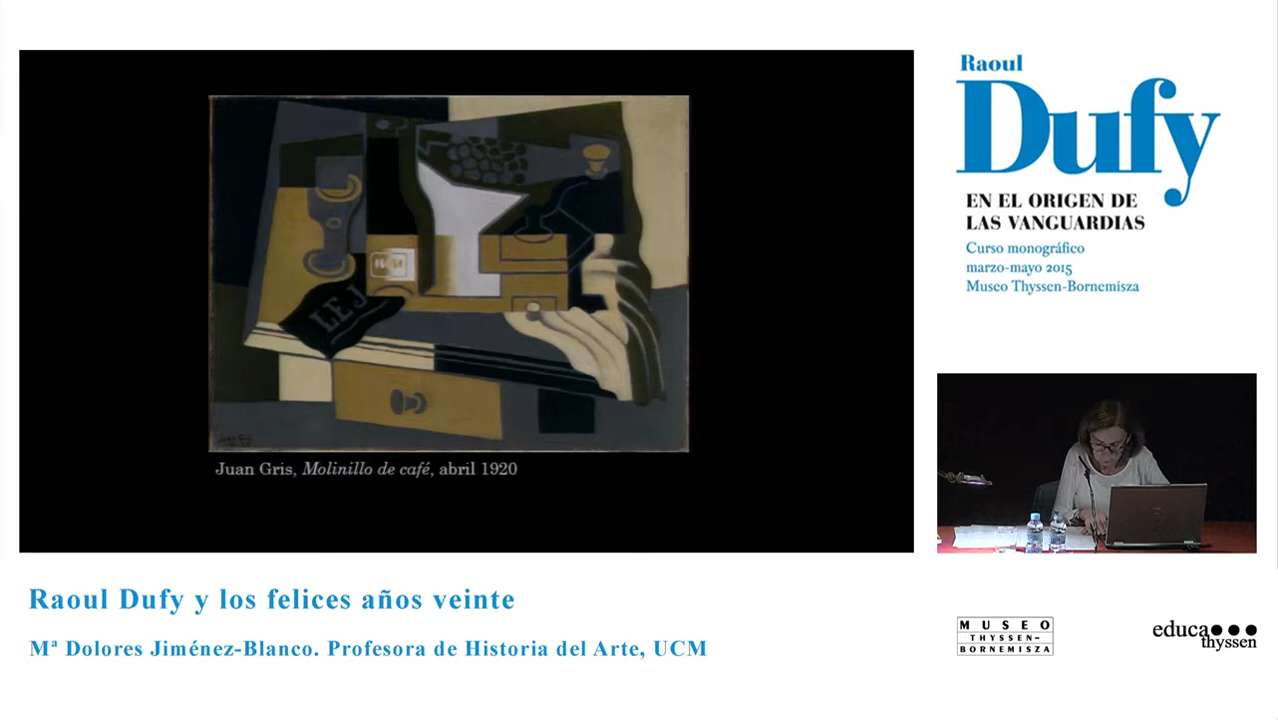 LEJ
Juan Gris, Molinillo de café, abril 1920
Raoul
Dufy
EN EL ORIGEN DE
LAS VANGUARDIAS
Curso monográfico
marzo-mayo 2015
Museo Thyssen-Bornemisza
Raoul Dufy y los felices años veinte
Mª Dolores Jiménez-Blanco. Profesora de Historia del Arte, UCM
MUSEO
THYSSEN-
BORNEMISZA
educa
thyssen